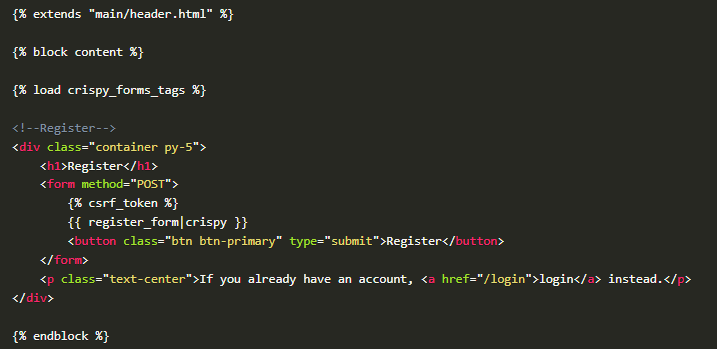 {% extends "main/header.html" %}
{% block content %}
{% load crispy_forms_tags %}
<!--Register-->
<div class="container py-5">
    <h1>Register</h1>
    <form method="POST">
        {% csrf_token %}
        {{ register_form|crispy }}
        <button class="btn btn-primary" type="submit">Register</button>
    </form>
    <p class="text-center">If you already have an account, <a href="/login">login</a> instead.</p>
</div>
{% endblock %}